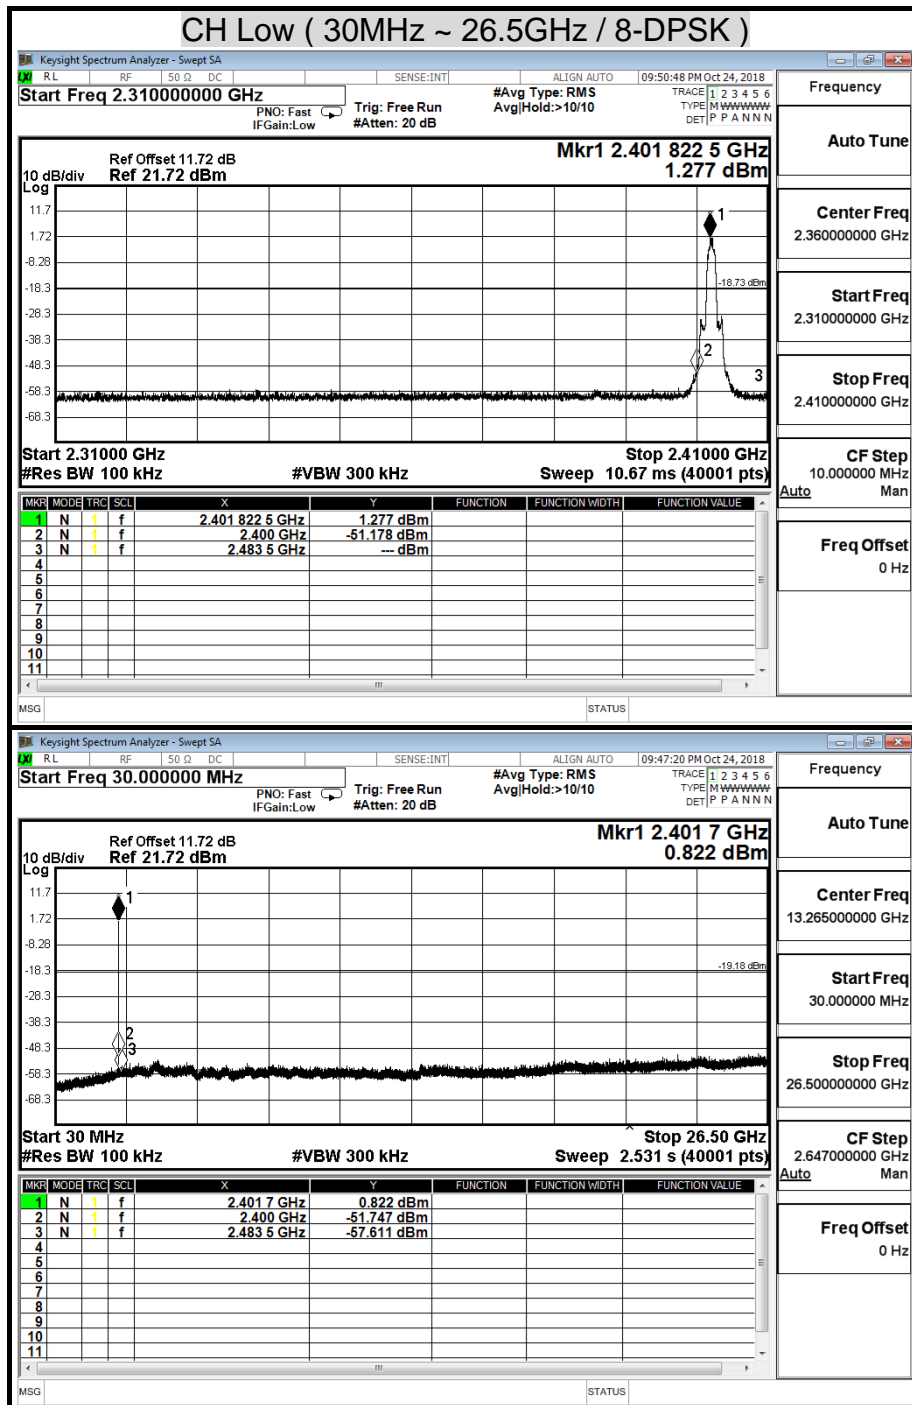 CH Low ( 30MHz ~ 26.5GHz / 8-DPSK )
Keysight Spectrum Analyzer - Swept SA
LXI RL RF 50 Ω DC SENSE:INT ALIGN AUTO 09:50:48 PM Oct 24, 2018
Start Freq 2.310000000 GHz
PNO: Fast
IFGain:Low
Trig: Free Run
#Atten: 20 dB
#Avg Type: RMS
Avg|Hold:>10/10
TRACE 1 2 3 4 5 6
TYPE M W W W W W
DET P P A N N N
Ref Offset 11.72 dB
10 dB/div Ref 21.72 dBm
Log
Mkr1 2.401 822 5 GHz
1.277 dBm
11.7
1.72
-8.28
-18.3
-28.3
-38.3
-48.3
-58.3
-68.3
1
-18.73 dBm
2
3
Start 2.31000 GHz Stop 2.41000 GHz
#Res BW 100 kHz #VBW 300 kHz Sweep 10.67 ms (40001 pts)
MKR MODE TRC SCL X Y FUNCTION FUNCTION WIDTH FUNCTION VALUE
1 N 1 f 2.401 822 5 GHz 1.277 dBm
2 N 1 f 2.400 GHz -51.178 dBm
3 N 1 f 2.483 5 GHz --- dBm
4
5
6
7
8
9
10
11
MSG STATUS
Frequency
Auto Tune
Center Freq
2.360000000 GHz
Start Freq
2.310000000 GHz
Stop Freq
2.410000000 GHz
CF Step
10.000000 MHz
Auto Man
Freq Offset
0 Hz
Keysight Spectrum Analyzer - Swept SA
LXI RL RF 50 Ω DC SENSE:INT ALIGN AUTO 09:47:20 PM Oct 24, 2018
Start Freq 30.000000 MHz
PNO: Fast
IFGain:Low
Trig: Free Run
#Atten: 20 dB
#Avg Type: RMS
Avg|Hold:>10/10
TRACE 1 2 3 4 5 6
TYPE M W W W W W
DET P P A N N N
Ref Offset 11.72 dB
10 dB/div Ref 21.72 dBm
Log
Mkr1 2.401 7 GHz
0.822 dBm
11.7
1.72
-8.28
-18.3
-28.3
-38.3
-48.3
-58.3
-68.3
1
-19.18 dBm
2
3
Start 30 MHz Stop 26.50 GHz
#Res BW 100 kHz #VBW 300 kHz Sweep 2.531 s (40001 pts)
MKR MODE TRC SCL X Y FUNCTION FUNCTION WIDTH FUNCTION VALUE
1 N 1 f 2.401 7 GHz 0.822 dBm
2 N 1 f 2.400 GHz -51.747 dBm
3 N 1 f 2.483 5 GHz -57.611 dBm
4
5
6
7
8
9
10
11
MSG STATUS
Frequency
Auto Tune
Center Freq
13.265000000 GHz
Start Freq
30.000000 MHz
Stop Freq
26.500000000 GHz
CF Step
2.647000000 GHz
Auto Man
Freq Offset
0 Hz